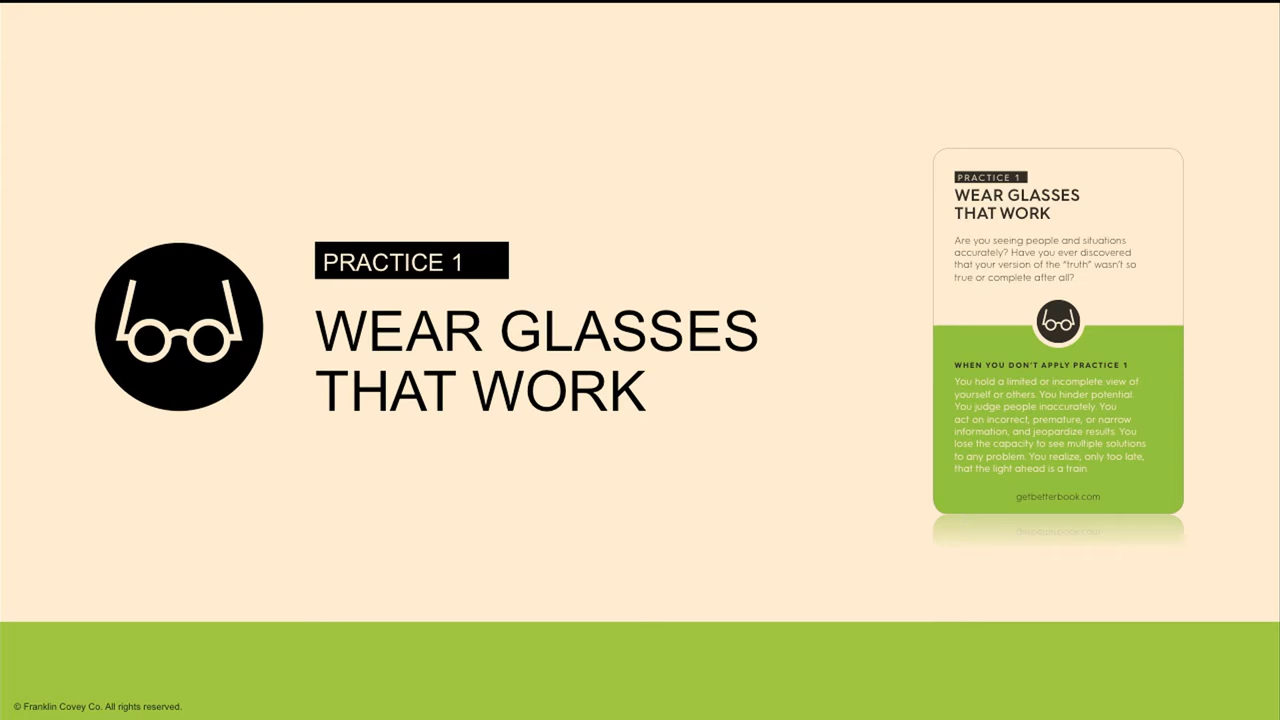 PRACTICE 1
WEAR GLASSES
THAT WORK
PRACTICE 1
WEAR GLASSES
THAT WORK
Are you seeing people and situations
accurately? Have you ever discovered
that your version of the “truth” wasn’t so
true or complete after all?
WHEN YOU DON’T APPLY PRACTICE 1
You hold a limited or incomplete view of
yourself or others. You hinder potential.
You judge people inaccurately. You
act on incorrect, premature, or narrow
information, and jeopardize results. You
lose the capacity to see multiple solutions
to any problem. You realize, only too late,
that the light ahead is a train.
getbetterbook.com
© Franklin Covey Co. All rights reserved.